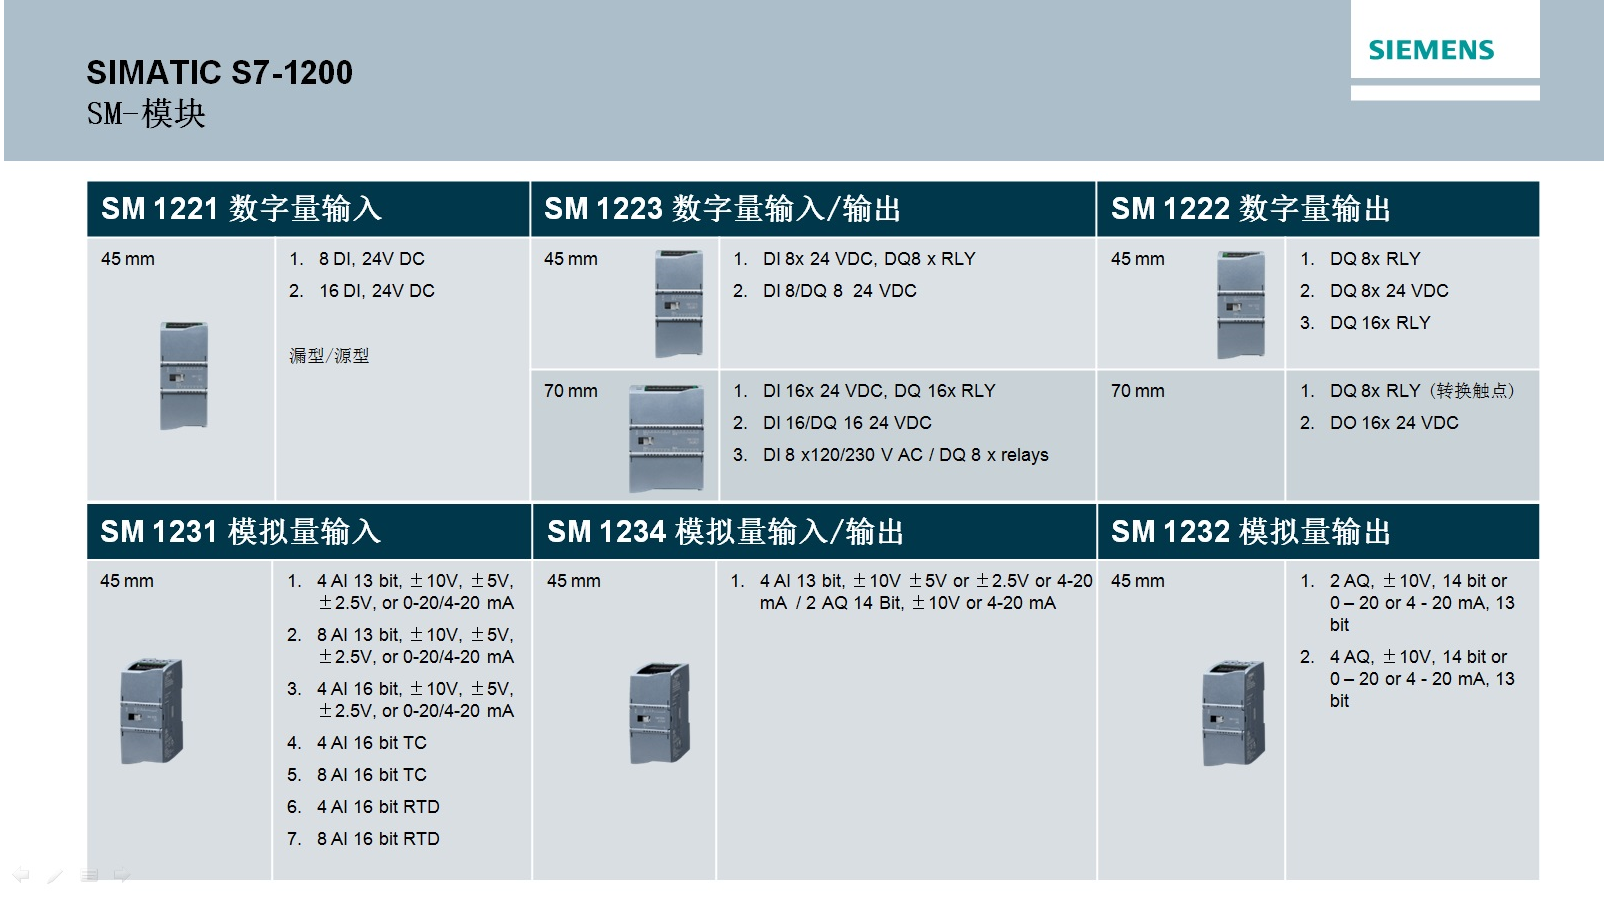 SIEMENS
SIMATIC S7-1200
SM-模块
SM 1221 数字量输入
45 mm
1. 8 DI, 24V DC
2. 16 DI, 24V DC
漏型/源型
SM 1223 数字量输入/输出
45 mm
1. DI 8x 24 VDC, DQ8 x RLY
2. DI 8/DQ 8 24 VDC
70 mm
1. DI 16x 24 VDC, DQ 16x RLY
2. DI 16/DQ 16 24 VDC
3. DI 8 x120/230 V AC / DQ 8 x relays
SM 1222 数字量输出
45 mm
1. DQ 8x RLY
2. DQ 8x 24 VDC
3. DQ 16x RLY
70 mm
1. DQ 8x RLY (转换触点)
2. DO 16x 24 VDC
SM 1231 模拟量输入
45 mm
1. 4 AI 13 bit, ±10V, ±5V,
±2.5V, or 0-20/4-20 mA
2. 8 AI 13 bit, ±10V, ±5V,
±2.5V, or 0-20/4-20 mA
3. 4 AI 16 bit, ±10V, ±5V,
±2.5V, or 0-20/4-20 mA
4. 4 AI 16 bit TC
5. 8 AI 16 bit TC
6. 4 AI 16 bit RTD
7. 8 AI 16 bit RTD
SM 1234 模拟量输入/输出
45 mm
1. 4 AI 13 bit, ±10V ±5V or ±2.5V or 4-20
mA / 2 AQ 14 Bit, ±10V or 4-20 mA
SM 1232 模拟量输出
45 mm
1. 2 AQ, ±10V, 14 bit or
0 – 20 or 4 - 20 mA, 13
bit
2. 4 AQ, ±10V, 14 bit or
0 – 20 or 4 - 20 mA, 13
bit